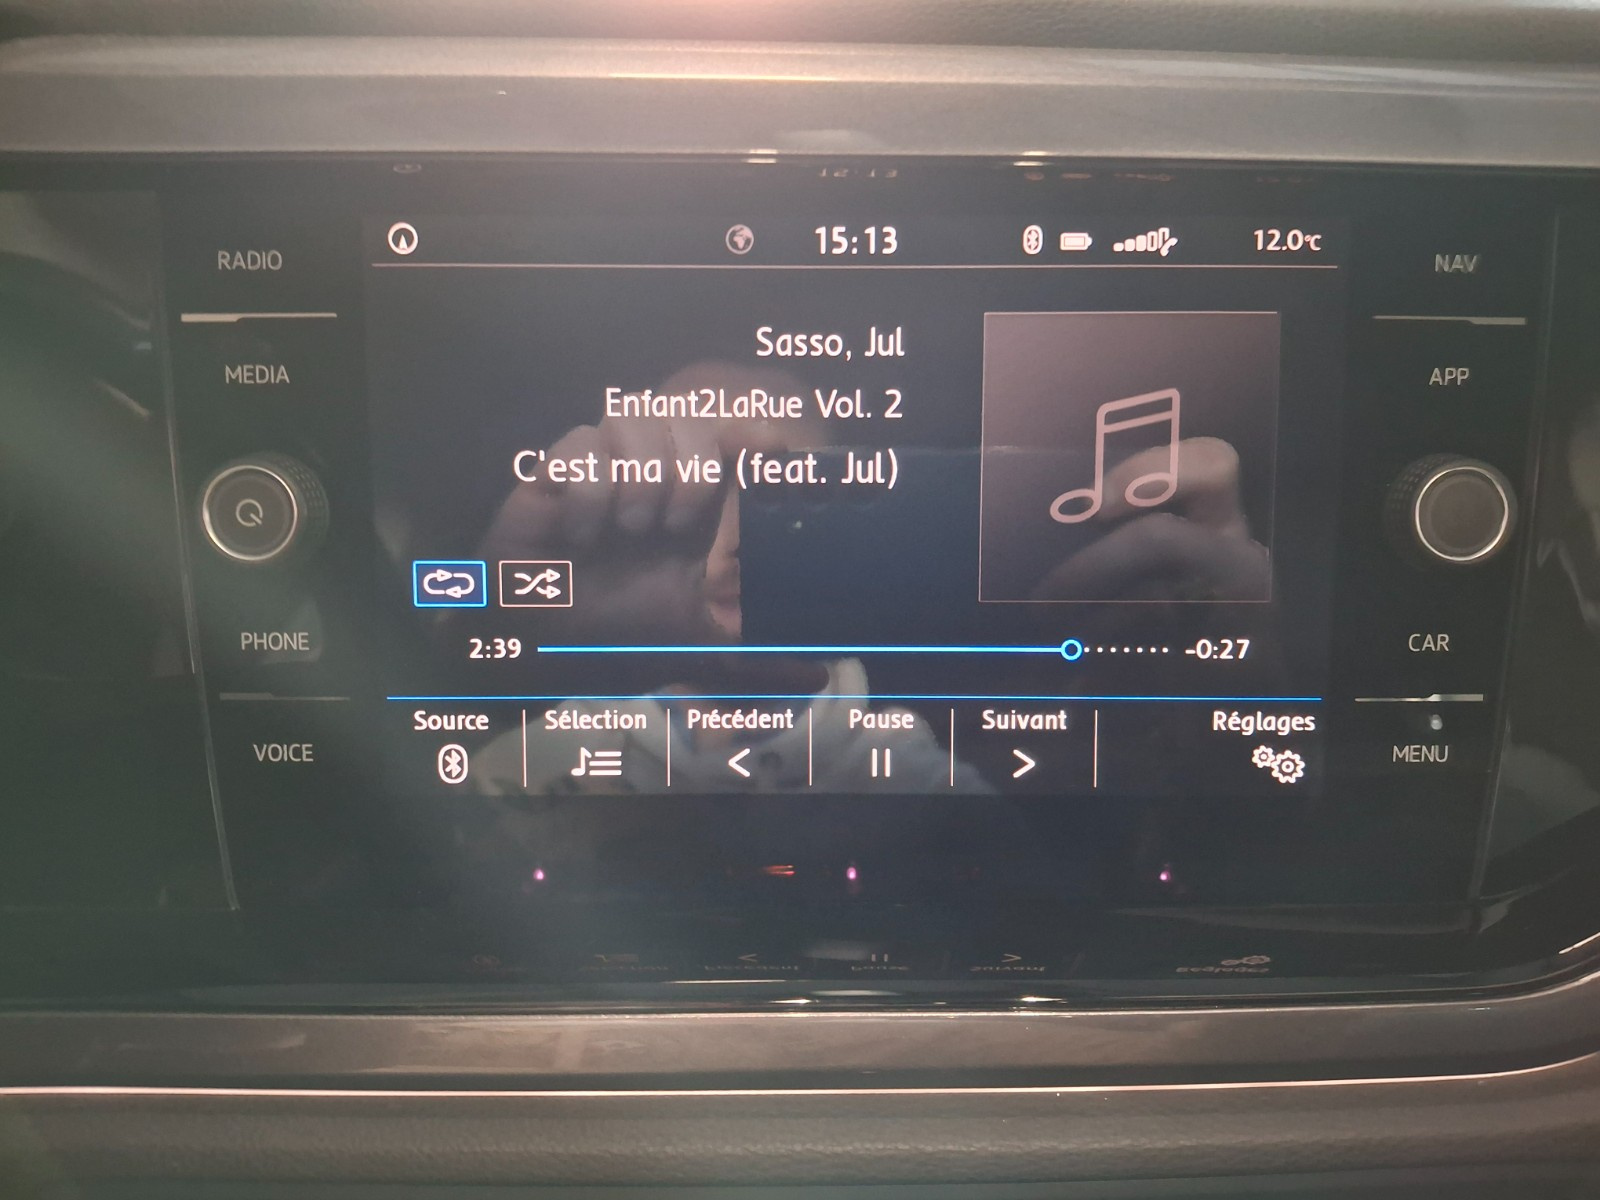 RADIO
MEDIA
PHONE
VOICE
15:13
12.0°C
Sasso, Jul
Enfant2LaRue Vol. 2
C'est ma vie (feat. Jul)
2:39
-0:27
Source
Sélection
Précédent
Pause
Suivant
Réglages
NAV
APP
CAR
MENU